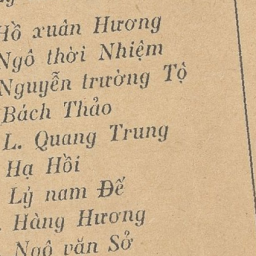 Hồ xuân Hương
Ngô thời Nhiệm
Nguyễn trường Tộ
Bách Thảo
L. Quang Trung
Hạ Hồi
Lý nam Đế
Hàng Hương
Ngô văn Sở